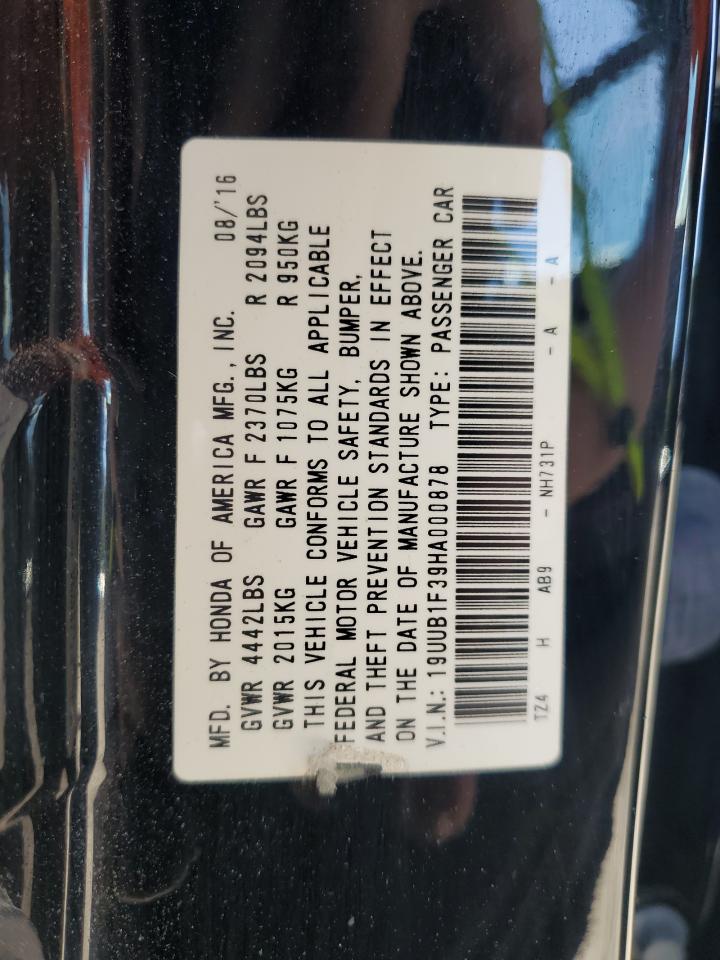 MFD. BY HONDA OF AMERICA MFG., INC. 08/'16
GVWR 4442LBS GAWR F 2370LBS R 2094LBS
GVWR 2015KG GAWR F 1075KG R 950KG
THIS VEHICLE CONFORMS TO ALL APPLICABLE
FEDERAL MOTOR VEHICLE SAFETY, BUMPER,
AND THEFT PREVENTION STANDARDS IN EFFECT
ON THE DATE OF MANUFACTURE SHOWN ABOVE.
V.I.N.: 19UUB1F39HA000878 TYPE: PASSENGER CAR
TZ4 H AB9 - NH731P - A - A